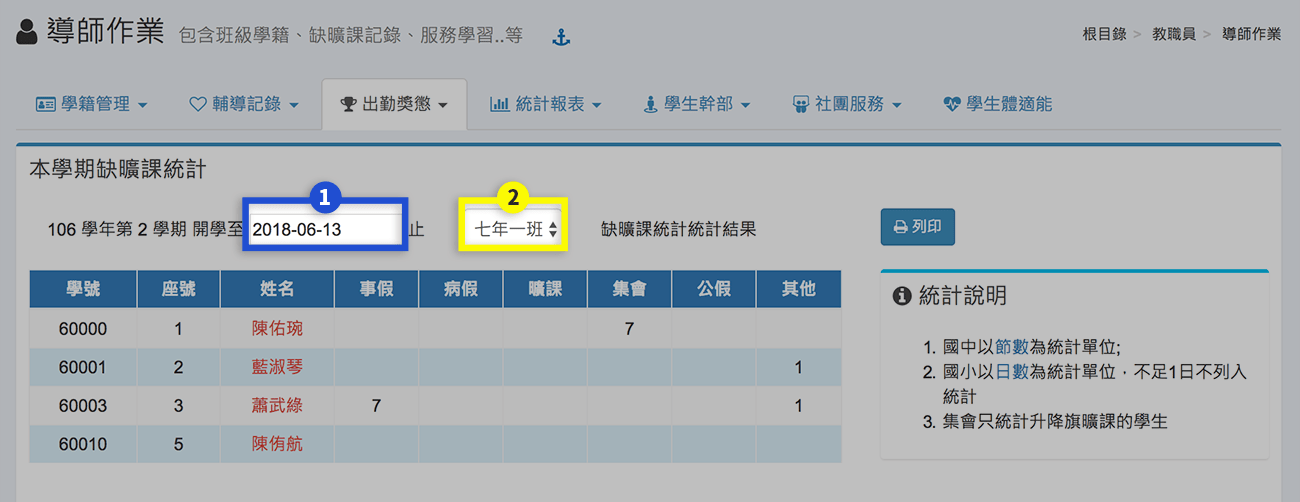 導師作業 包含班級學籍、缺曠課記錄、服務學習..等
根目錄 > 教職員 > 導師作業
學籍管理 輔導記錄 出勤獎懲 統計報表 學生幹部 社團服務 學生體適能
本學期缺曠課統計
1 2
106 學年第 2 學期 開學至 2018-06-13 止 七年一班 缺曠課統計統計結果
列印
學號 座號 姓名 事假 病假 曠課 集會 公假 其他
60000 1 陳佑琬 7
60001 2 藍淑琴 1
60003 3 蕭武綠 7 1
60010 5 陳侑航
統計說明
1. 國中以節數為統計單位;
2. 國小以日數為統計單位，不足1日不列入
統計
3. 集會只統計升降旗曠課的學生